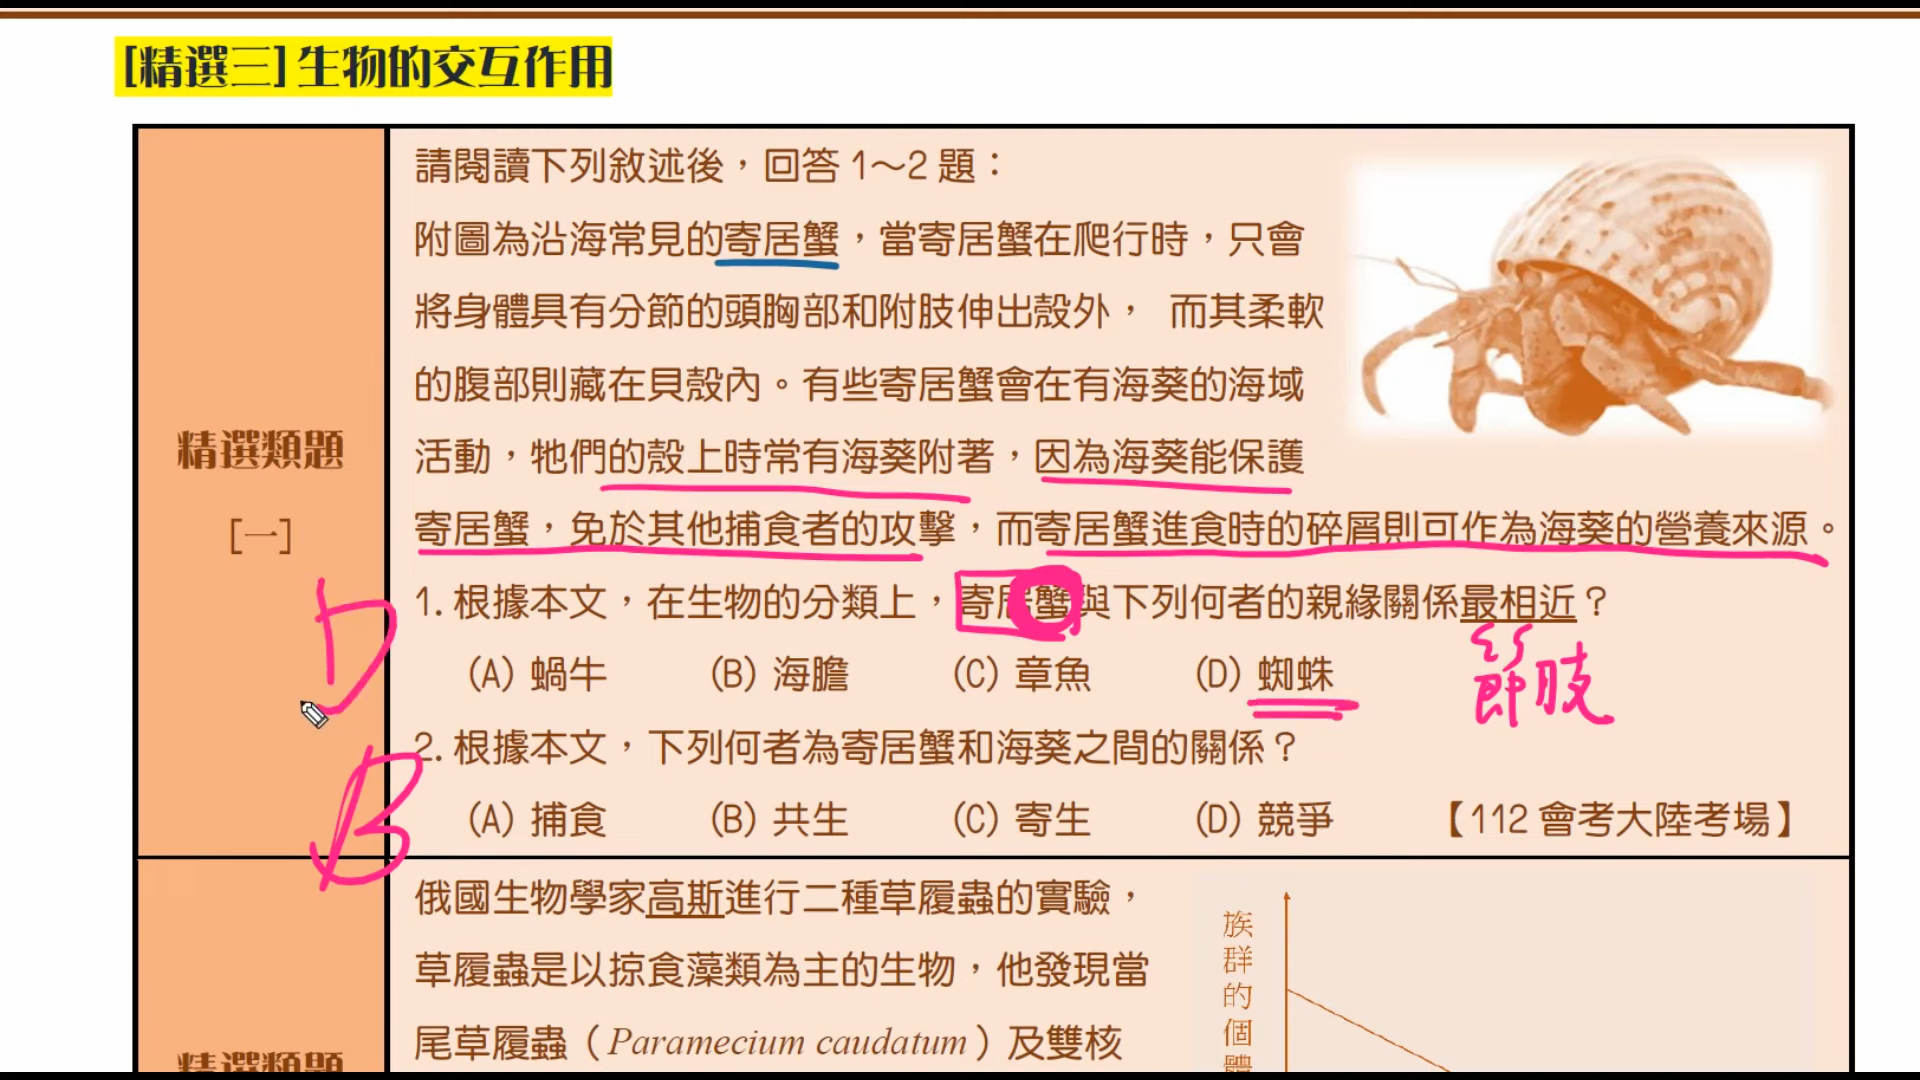 [精選三]生物的交互作用
精選類題
[一]
請閱讀下列敘述後，回答 1～2 題：
附圖為沿海常見的寄居蟹，當寄居蟹在爬行時，只會
將身體具有分節的頭胸部和附肢伸出殼外， 而其柔軟
的腹部則藏在貝殼內。有些寄居蟹會在有海葵的海域
活動，牠們的殼上時常有海葵附著，因為海葵能保護
寄居蟹，免於其他捕食者的攻擊，而寄居蟹進食時的碎屑則可作為海葵的營養來源。
D
1. 根據本文，在生物的分類上，寄居蟹與下列何者的親緣關係最相近？
(A) 蝸牛 (B) 海膽 (C) 章魚 (D) 蜘蛛
節肢
B
2. 根據本文，下列何者為寄居蟹和海葵之間的關係？
(A) 捕食 (B) 共生 (C) 寄生 (D) 競爭 【112 會考大陸考場】
精選類題
俄國生物學家高斯進行二種草履蟲的實驗，
草履蟲是以掠食藻類為主的生物，他發現當
尾草履蟲（Paramecium caudatum）及雙核
族群的個體